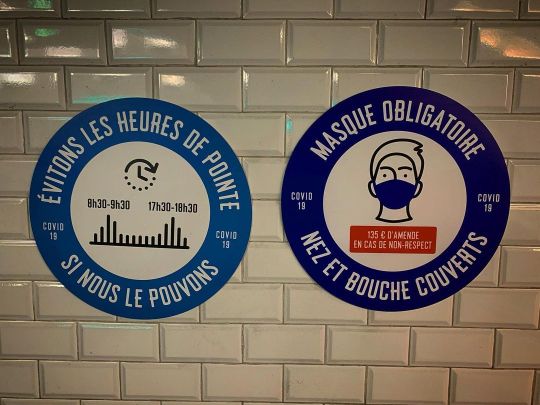 ÉVITONS LES HEURES DE POINTE
8h30-9h30 17h30-18h30
COVID
19
COVID
19
SI NOUS LE POUVONS
MASQUE OBLIGATOIRE
COVID
19
COVID
19
135 € D'AMENDE
EN CAS DE NON-RESPECT
NEZ ET BOUCHE COUVERTS